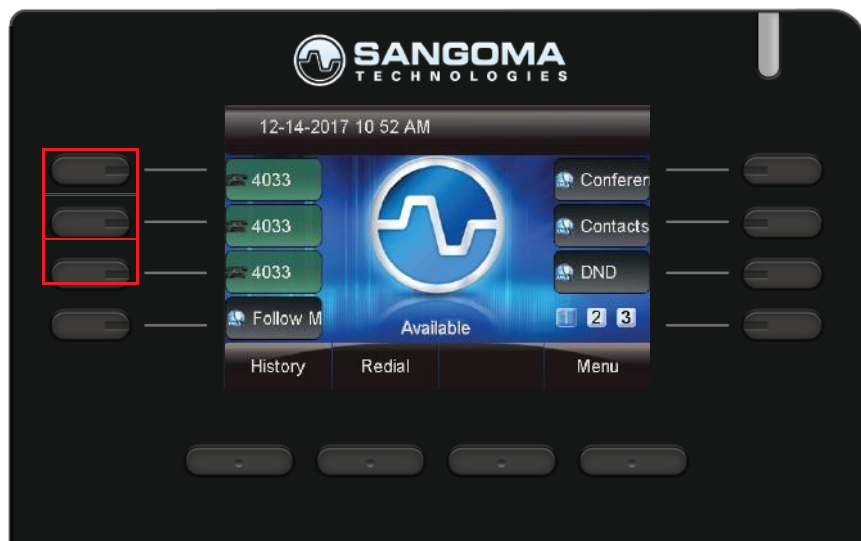 SANGOMA
TECHNOLOGIES
12-14-2017 10 52 AM
4033
Conferen
4033
Contacts
4033
DND
Follow M
1 2 3
Available
History Redial Menu